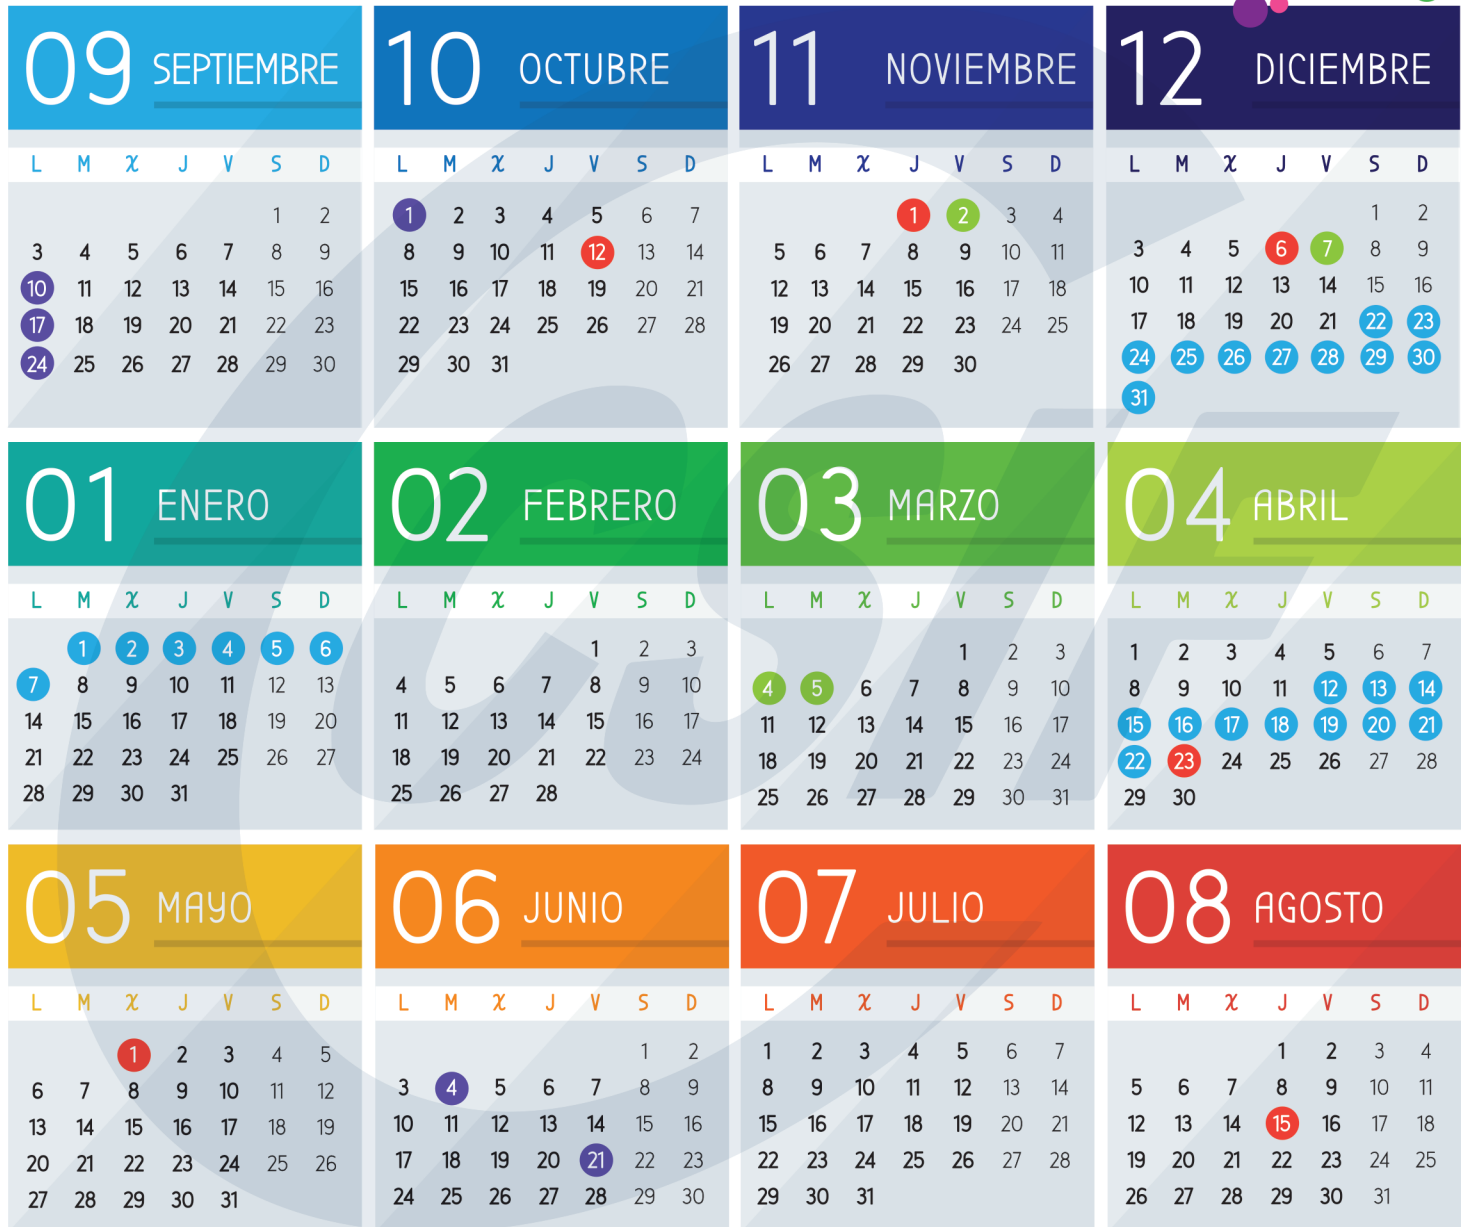 09 SEPTIEMBRE
L M X J V S D
1 2
3 4 5 6 7 8 9
10 11 12 13 14 15 16
17 18 19 20 21 22 23
24 25 26 27 28 29 30
10 OCTUBRE
L M X J V S D
1 2 3 4 5 6 7
8 9 10 11 12 13 14
15 16 17 18 19 20 21
22 23 24 25 26 27 28
29 30 31
11 NOVIEMBRE
L M X J V S D
1 2 3 4
5 6 7 8 9 10 11
12 13 14 15 16 17 18
19 20 21 22 23 24 25
26 27 28 29 30
12 DICIEMBRE
L M X J V S D
1 2
3 4 5 6 7 8 9
10 11 12 13 14 15 16
17 18 19 20 21 22 23
24 25 26 27 28 29 30
31
01 ENERO
L M X J V S D
1 2 3 4 5 6
7 8 9 10 11 12 13
14 15 16 17 18 19 20
21 22 23 24 25 26 27
28 29 30 31
02 FEBRERO
L M X J V S D
1 2 3
4 5 6 7 8 9 10
11 12 13 14 15 16 17
18 19 20 21 22 23 24
25 26 27 28
03 MARZO
L M X J V S D
1 2 3
4 5 6 7 8 9 10
11 12 13 14 15 16 17
18 19 20 21 22 23 24
25 26 27 28 29 30 31
04 ABRIL
L M X J V S D
1 2 3 4 5 6 7
8 9 10 11 12 13 14
15 16 17 18 19 20 21
22 23 24 25 26 27 28
29 30
05 MAYO
L M X J V S D
1 2 3 4 5
6 7 8 9 10 11 12
13 14 15 16 17 18 19
20 21 22 23 24 25 26
27 28 29 30 31
06 JUNIO
L M X J V S D
1 2
3 4 5 6 7 8 9
10 11 12 13 14 15 16
17 18 19 20 21 22 23
24 25 26 27 28 29 30
07 JULIO
L M X J V S D
1 2 3 4 5 6 7
8 9 10 11 12 13 14
15 16 17 18 19 20 21
22 23 24 25 26 27 28
29 30 31
08 AGOSTO
L M X J V S D
1 2 3 4
5 6 7 8 9 10 11
12 13 14 15 16 17 18
19 20 21 22 23 24 25
26 27 28 29 30 31
CSIF